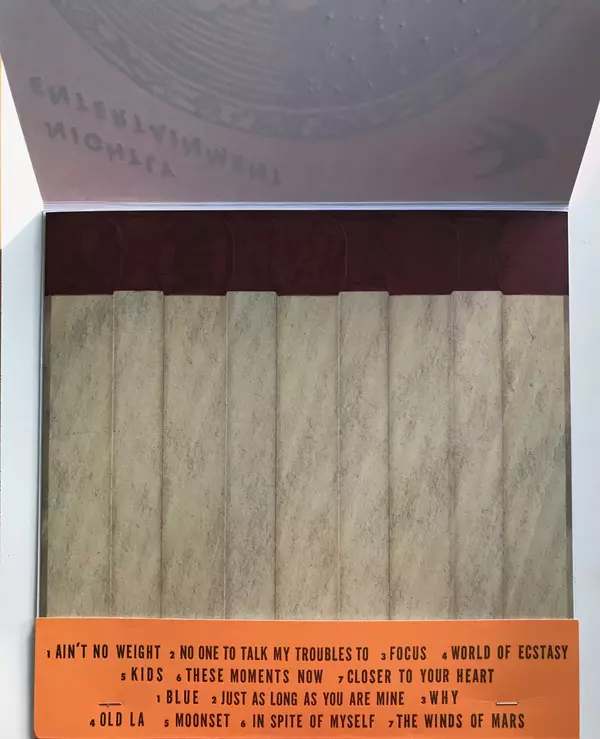 ENTERTAINMENT
NIGHTLY
1 AIN'T NO WEIGHT 2 NO ONE TO TALK MY TROUBLES TO 3 FOCUS 4 WORLD OF ECSTASY
5 KIDS 6 THESE MOMENTS NOW 7 CLOSER TO YOUR HEART
1 BLUE 2 JUST AS LONG AS YOU ARE MINE 3 WHY
4 OLD LA 5 MOONSET 6 IN SPITE OF MYSELF 7 THE WINDS OF MARS